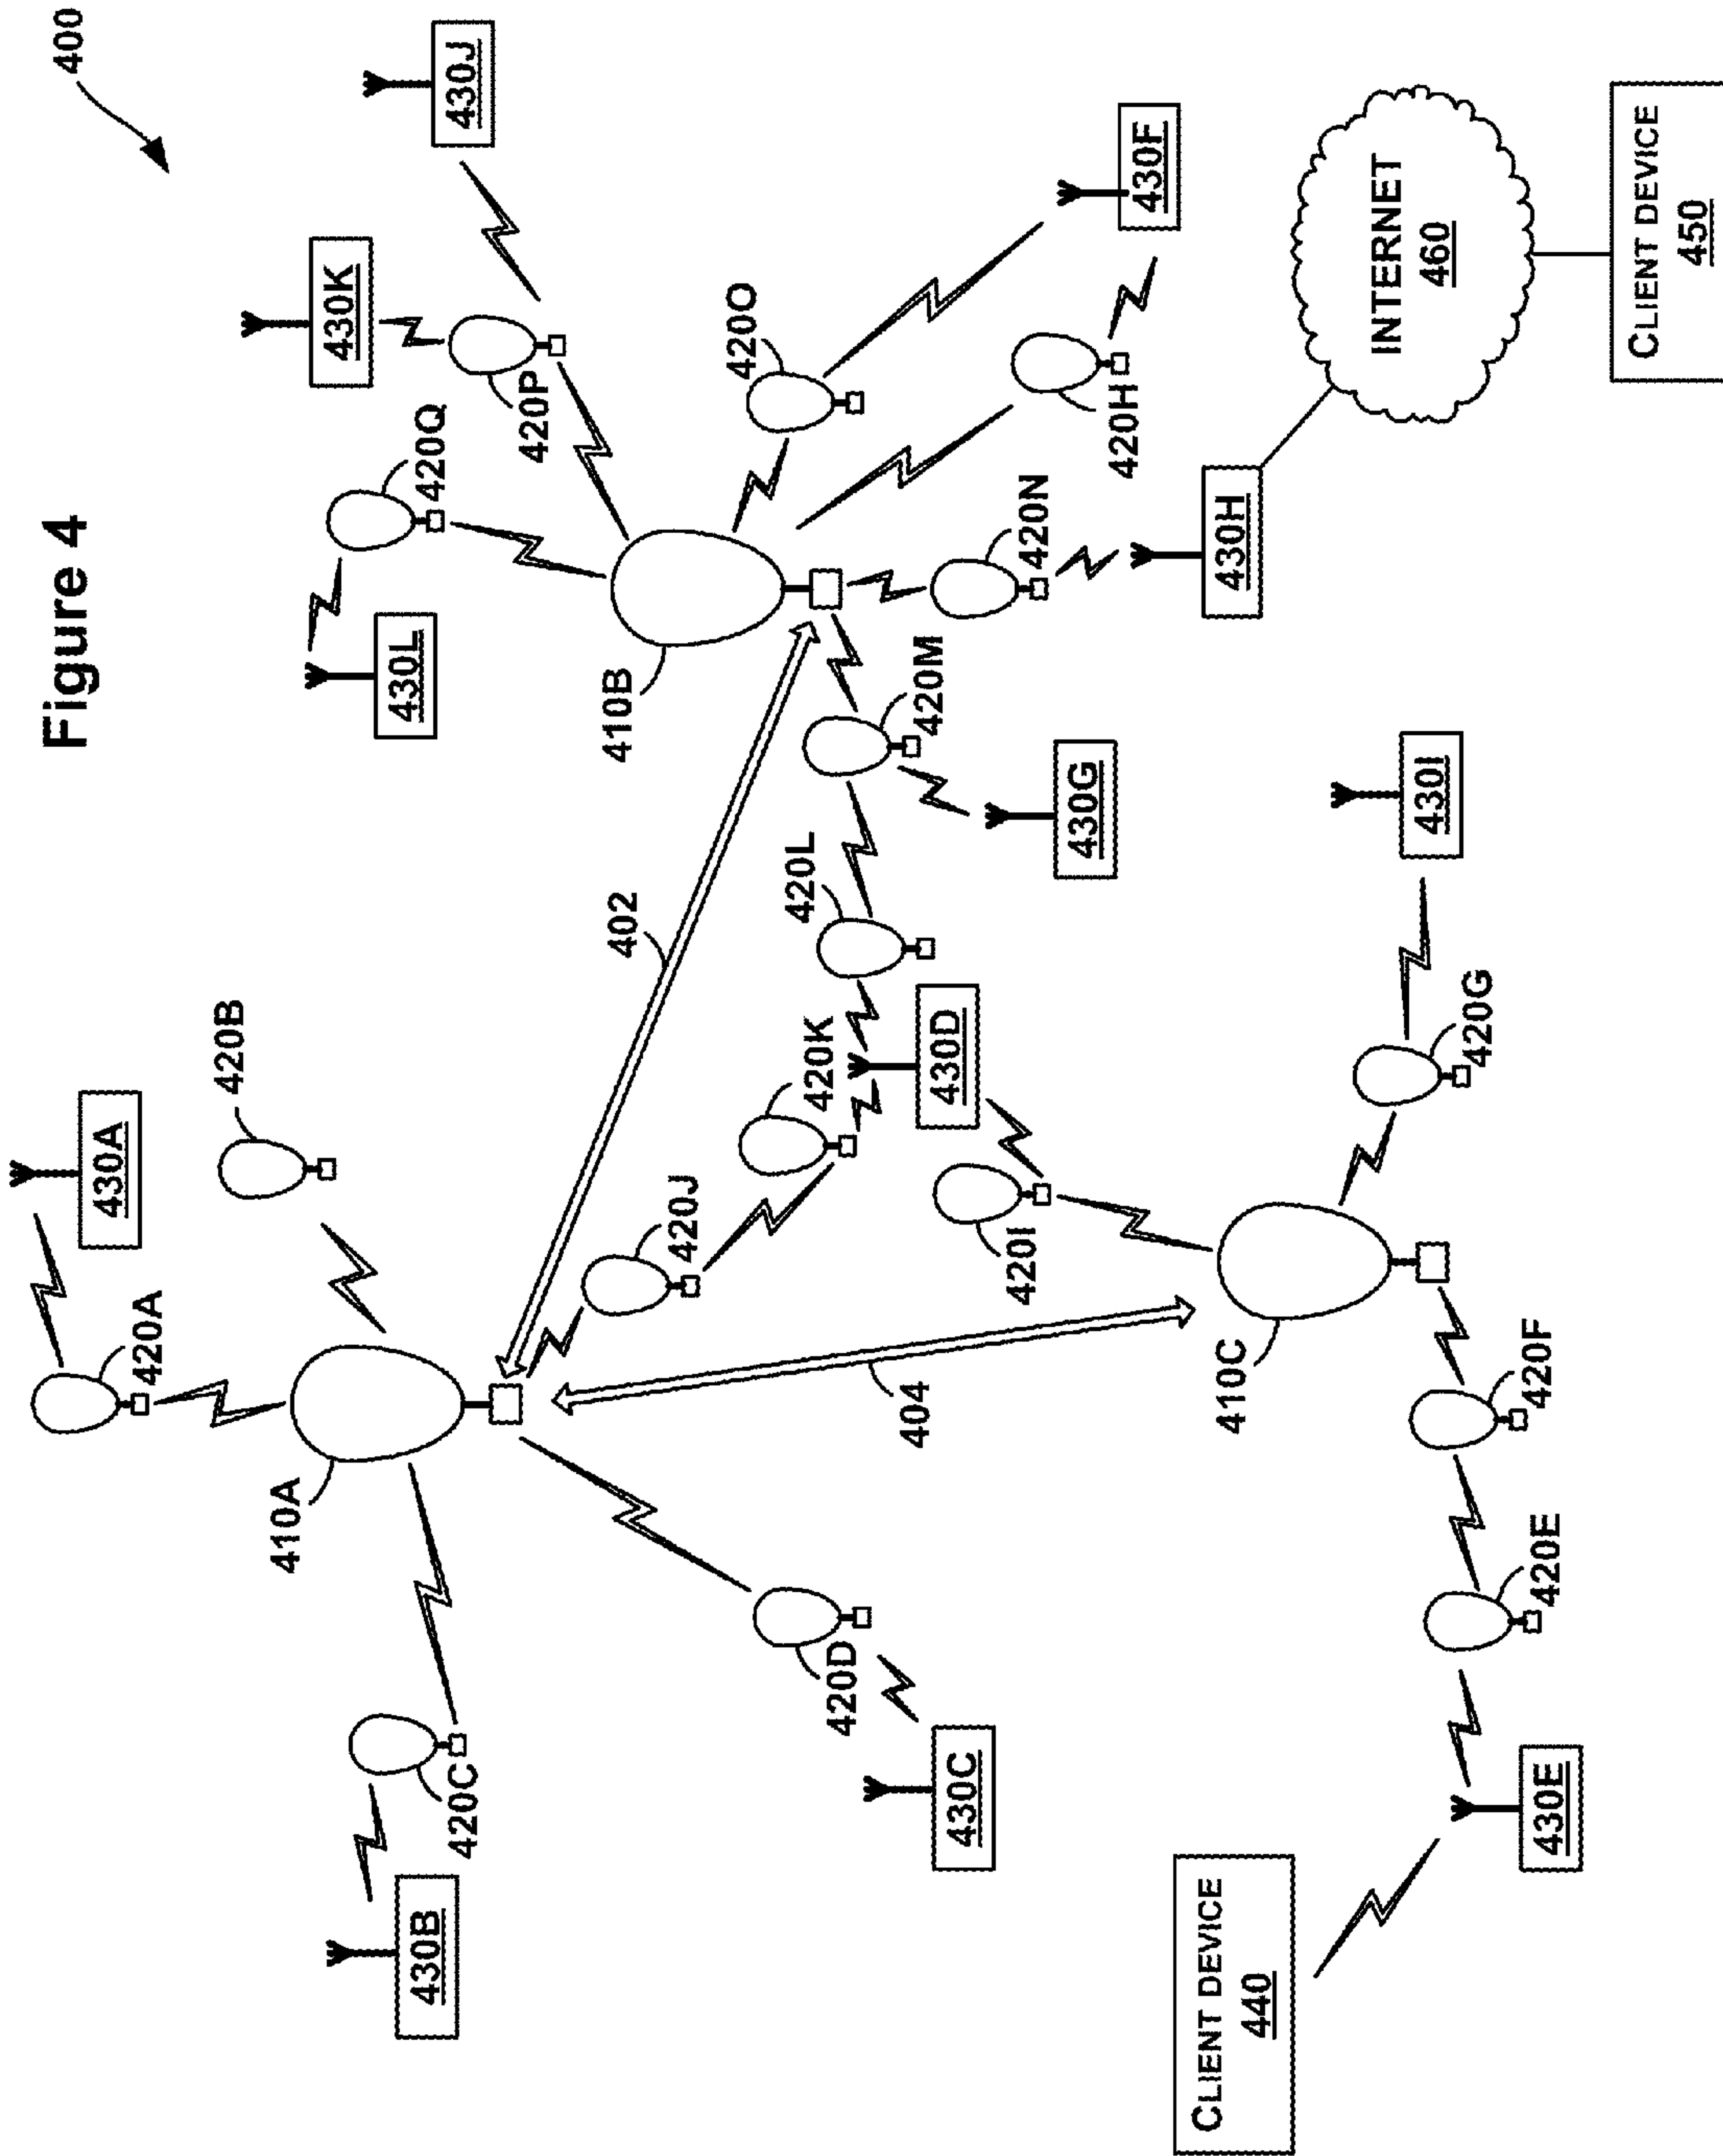 Figure 4
400
430A
420B
420A
410A
430B
420C
420D
430C
420J
402
404
430L
420Q
430K
430J
420P
410B
420O
430F
420H
420N
420M
430G
420L
420K
430D
430H
INTERNET
460
CLIENT DEVICE
450
420I
410C
420G
430I
420F
420E
430E
CLIENT DEVICE
440